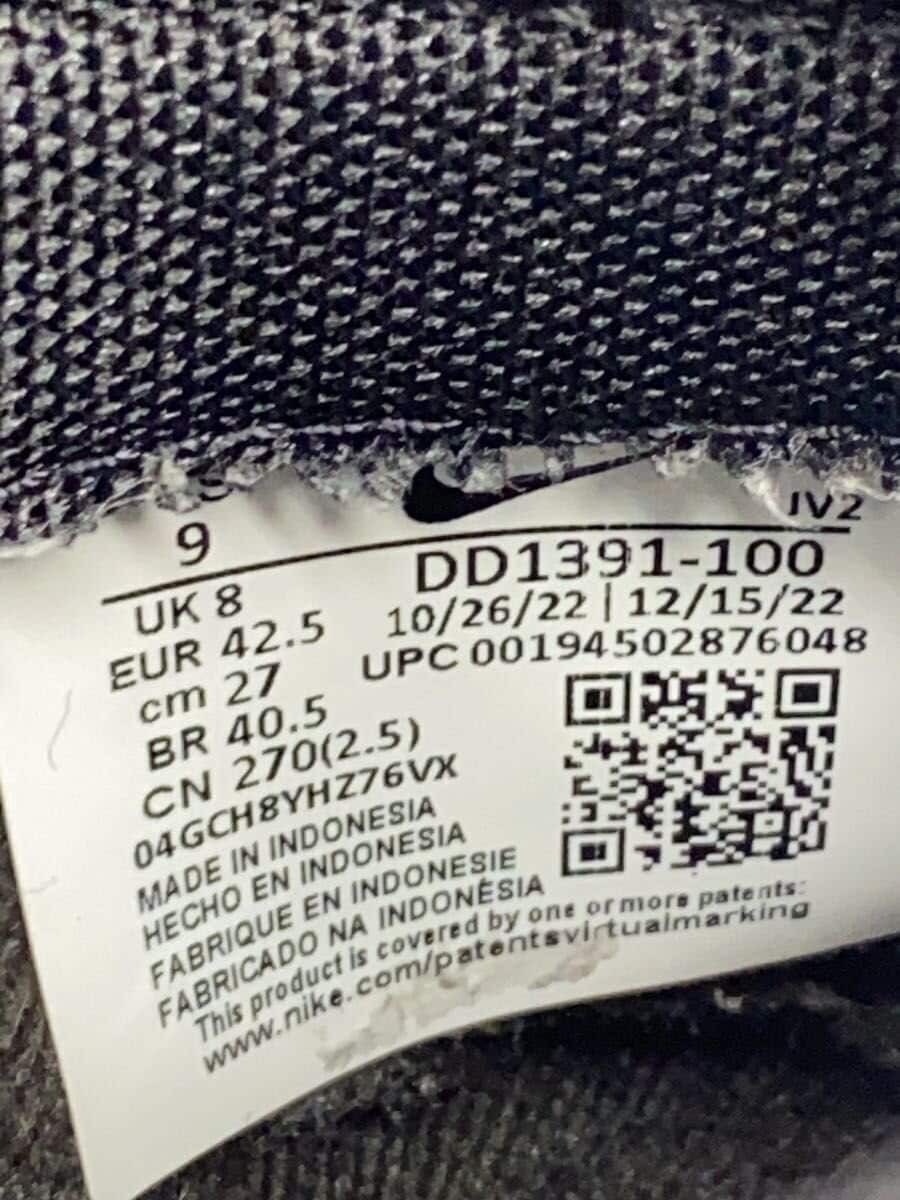 9
UK 8
EUR 42.5
cm 27
BR 40.5
CN 270(2.5)
04GCH8YHZ76VX
MADE IN INDONESIA
HECHO EN INDONESIA
FABRIQUE EN INDONESIE
FABRICADO NA INDONÉSIA
This product is covered by one or more patents:
www.nike.com/patentsvirtualmarking
JV2
DD1391-100
10/26/22 | 12/15/22
UPC 00194502876048